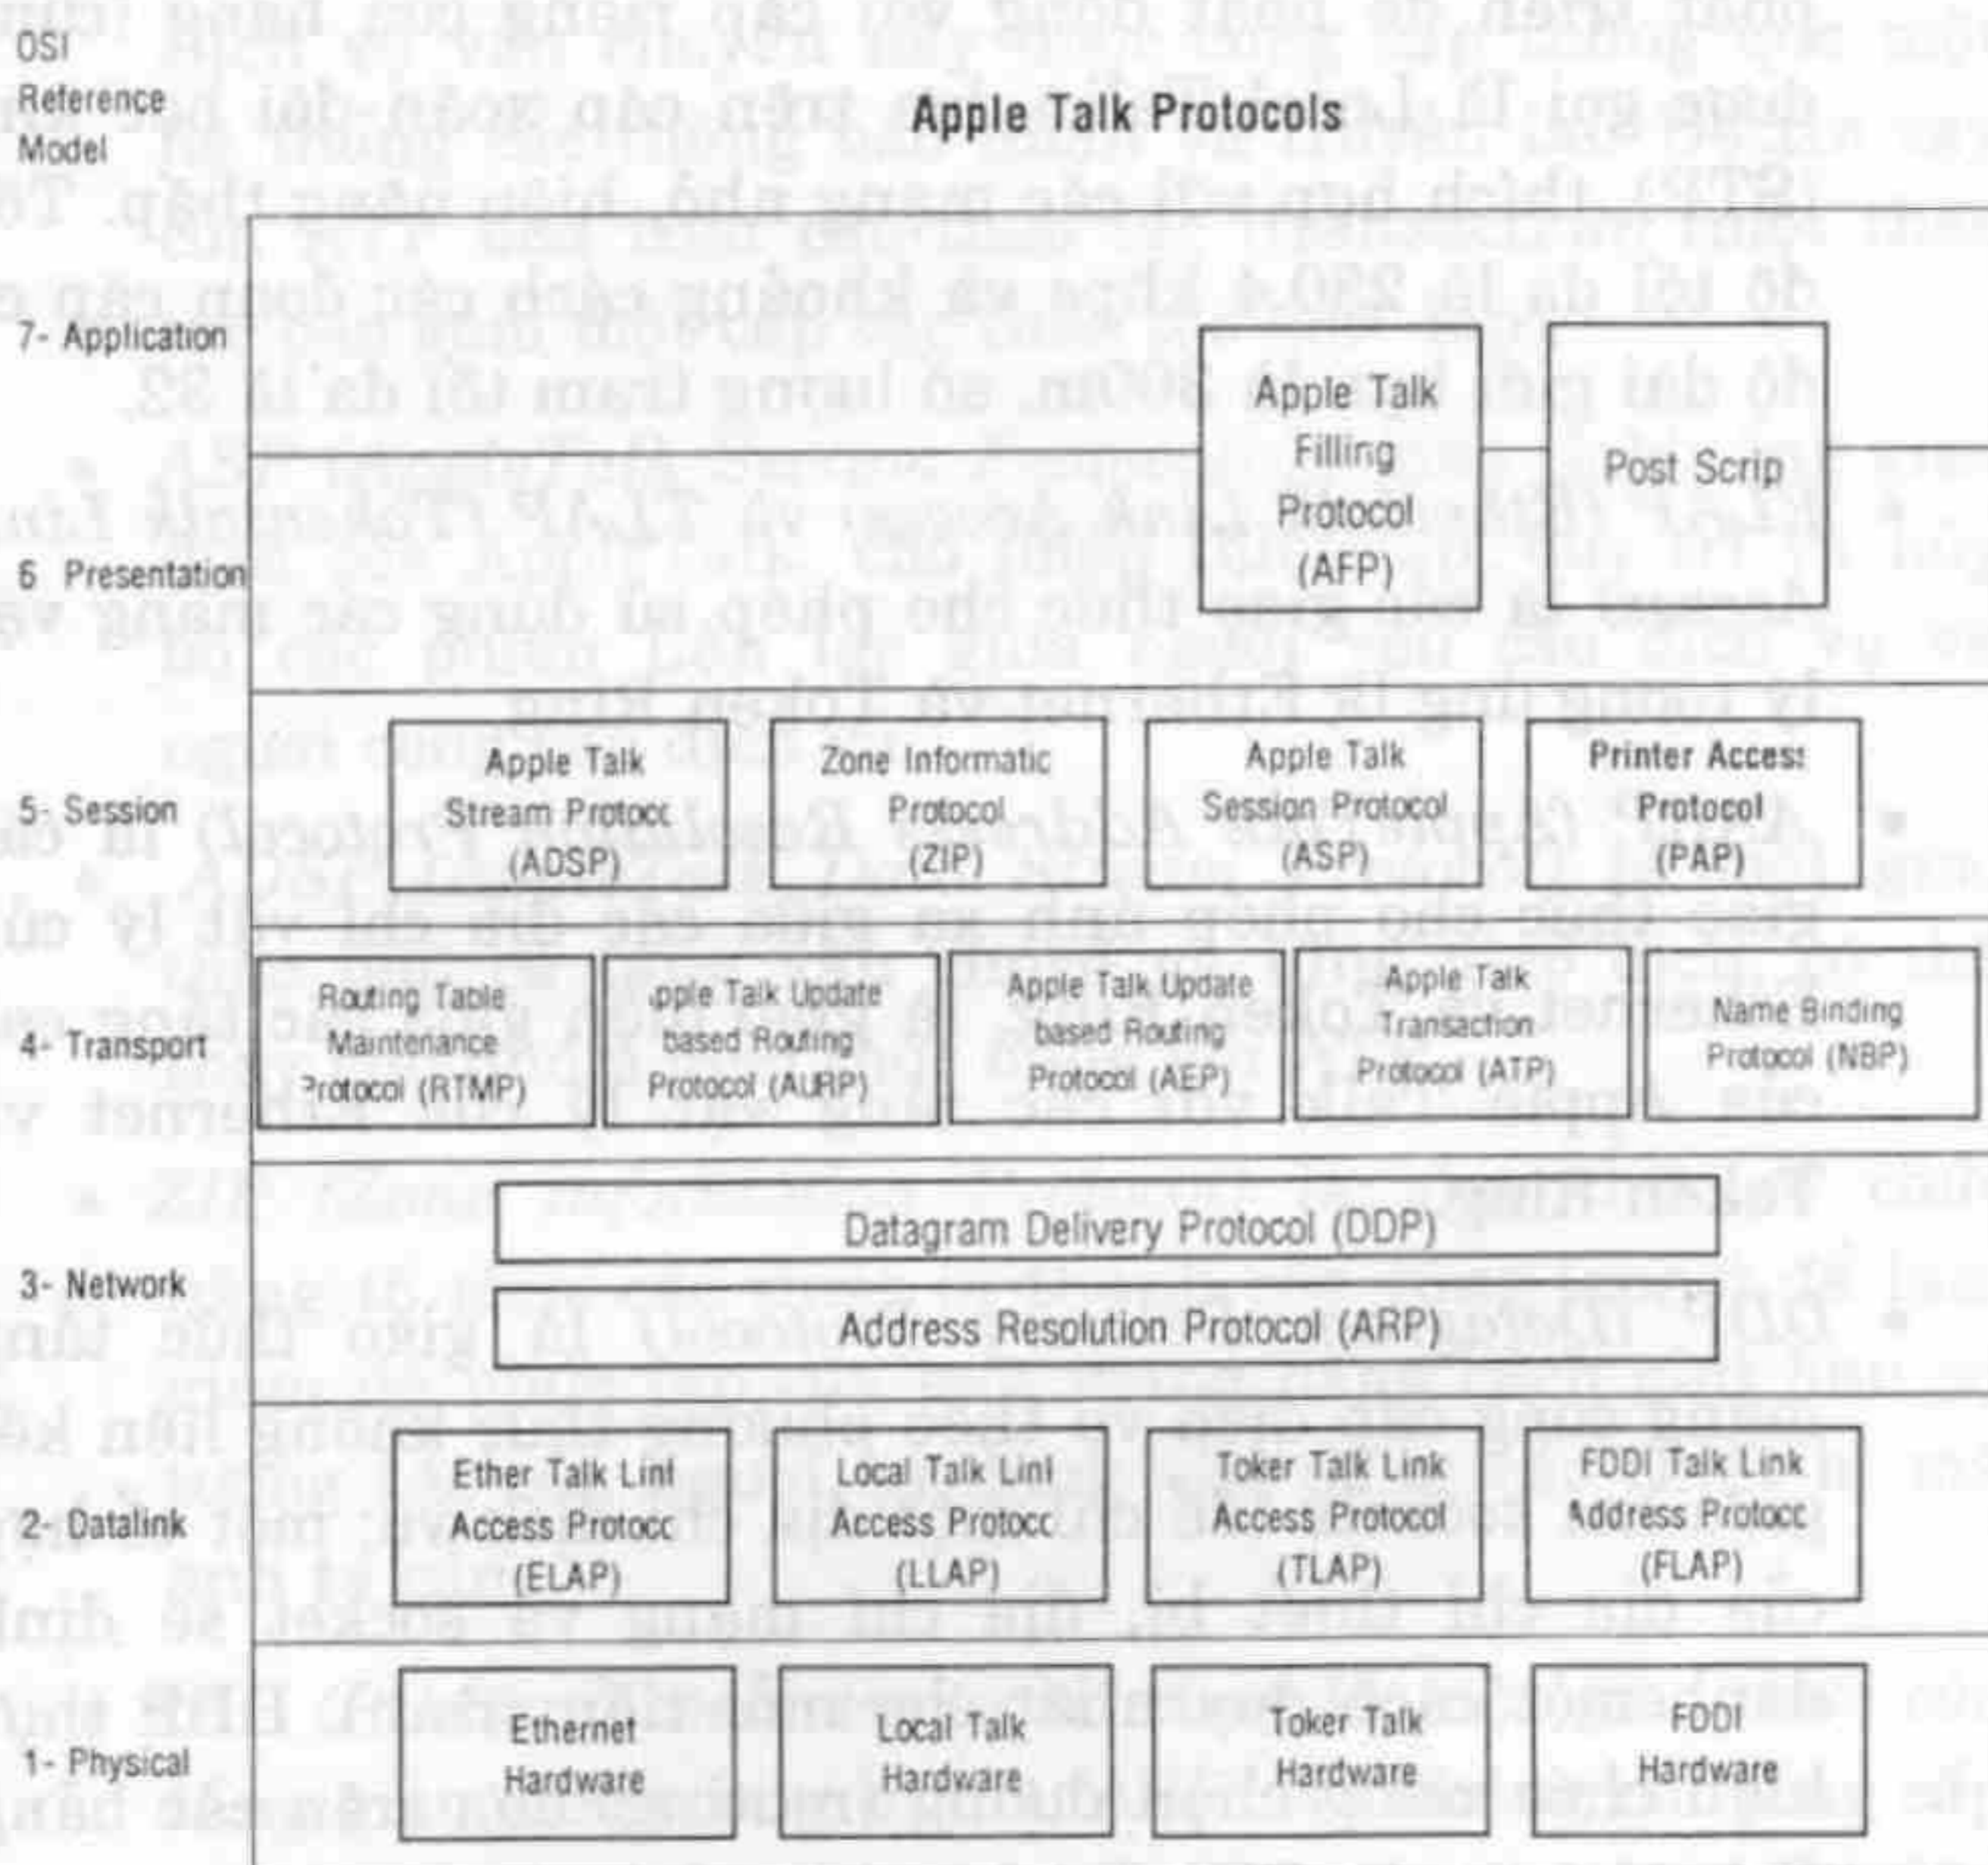 OSI
Reference
Model
Apple Talk Protocols
7- Application
Apple Talk
Filling
Protocol
(AFP)
Post Scrip
6 Presentation
5- Session
Apple Talk
Stream Protocc
(ADSP)
Zone Informatic
Protocol
(ZIP)
Apple Talk
Session Protocol
(ASP)
Printer Access
Protocol
(PAP)
4- Transport
Routing Table
Maintenance
Protocol (RTMP)
pple Talk Update
based Routing
Protocol (AURP)
Apple Talk Update
based Routing
Protocol (AEP)
Apple Talk
Transaction
Protocol (ATP)
Name Binding
Protocol (NBP)
3- Network
Datagram Delivery Protocol (DDP)
Address Resolution Protocol (ARP)
2- Datalink
Ether Talk Link
Access Protocc
(ELAP)
Local Talk Link
Access Protocc
(LLAP)
Toker Talk Link
Access Protocol
(TLAP)
FDDI Talk Link
Address Protocc
(FLAP)
1- Physical
Ethernet
Hardware
Local Talk
Hardware
Toker Talk
Hardware
FDDI
Hardware